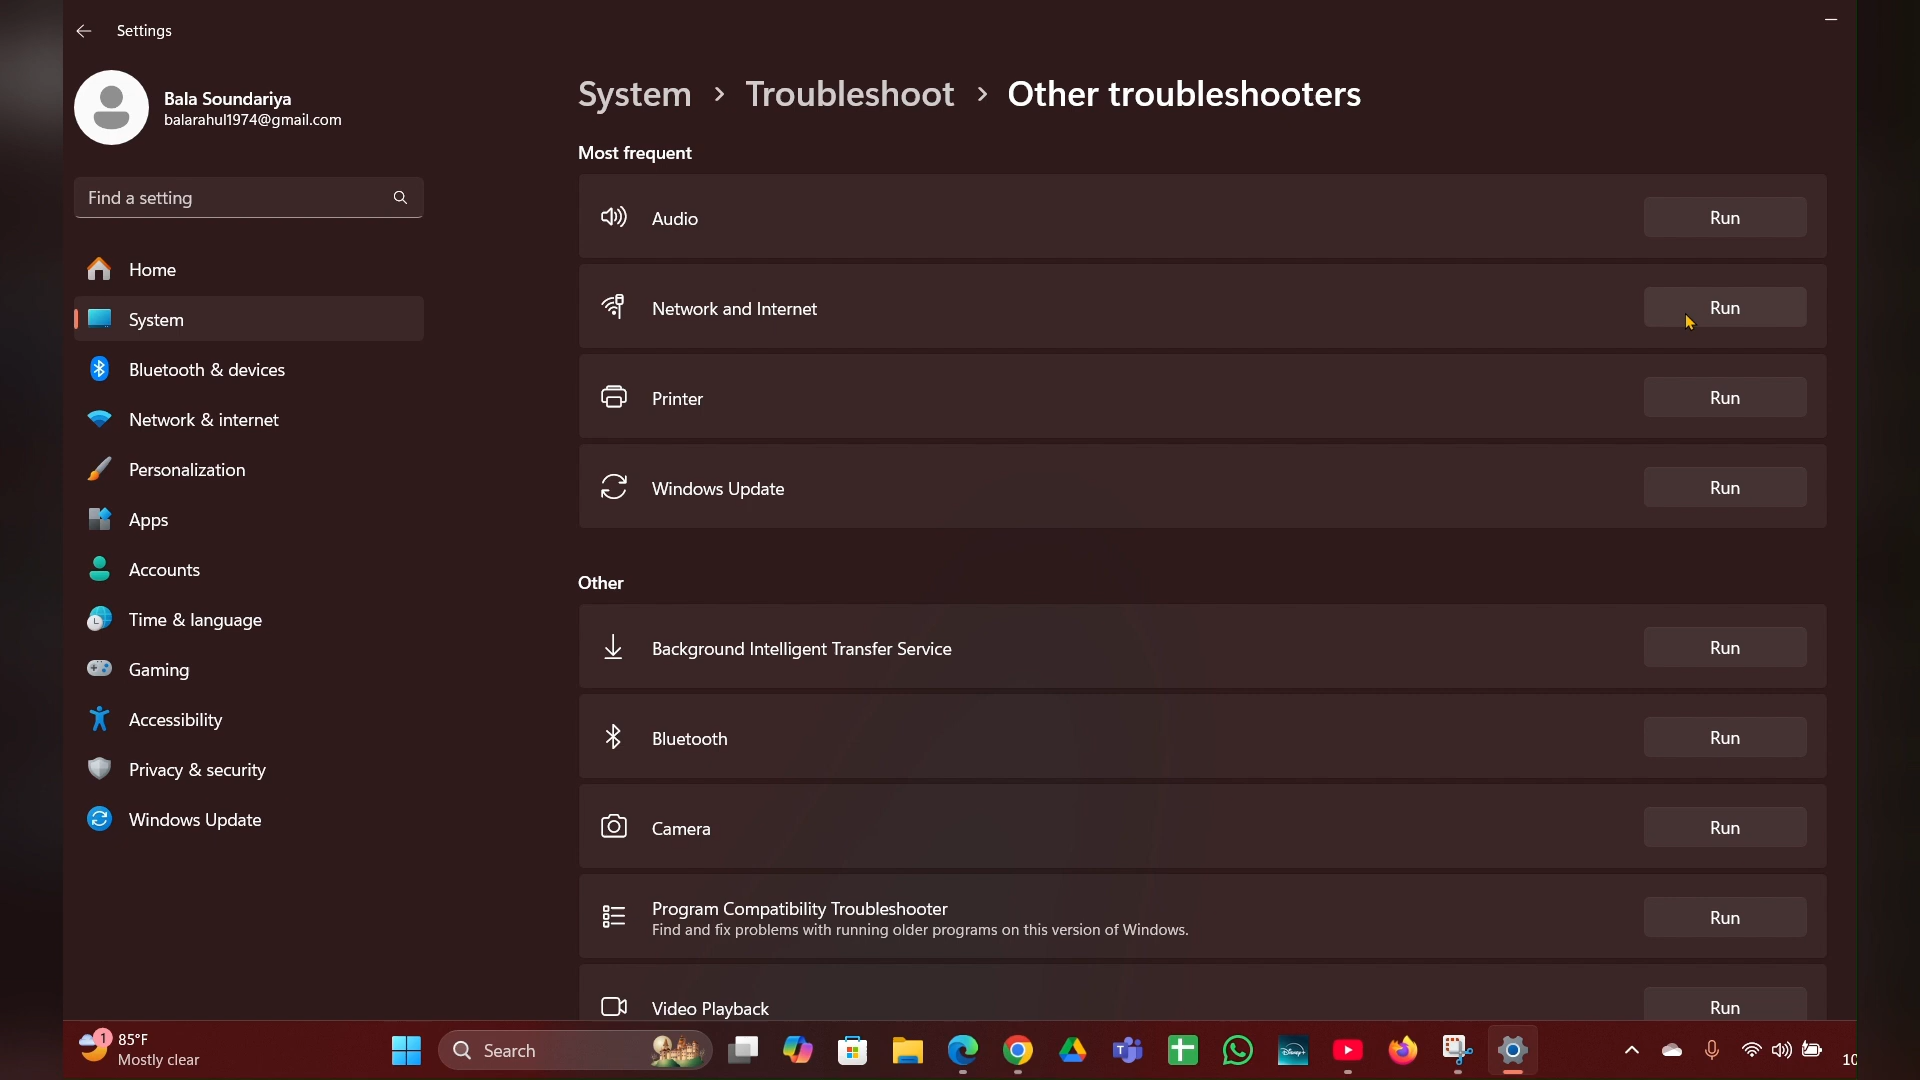 Settings
Bala Soundariya
balarahul1974@gmail.com
Find a setting
Home
System
Bluetooth & devices
Network & internet
Personalization
Apps
Accounts
Time & language
Gaming
Accessibility
Privacy & security
Windows Update
System > Troubleshoot > Other troubleshooters
Most frequent
Audio Run
Network and Internet Run
Printer Run
Windows Update Run
Other
Background Intelligent Transfer Service Run
Bluetooth Run
Camera Run
Program Compatibility Troubleshooter Run
Find and fix problems with running older programs on this version of Windows.
Video Playback Run
1 85°F
Mostly clear
Search
Disney+
10